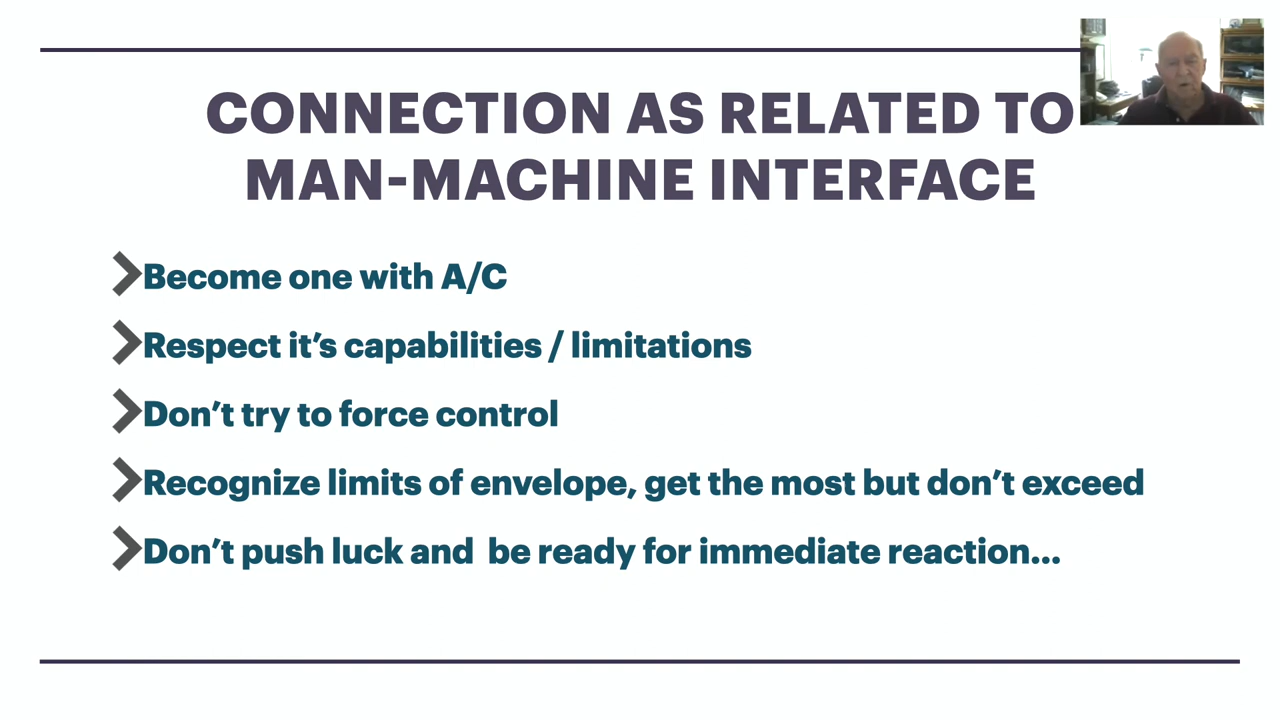 CONNECTION AS RELATED TO
MAN-MACHINE INTERFACE
Become one with A/C
Respect it's capabilities / limitations
Don't try to force control
Recognize limits of envelope, get the most but don't exceed
Don't push luck and  be ready for immediate reaction...